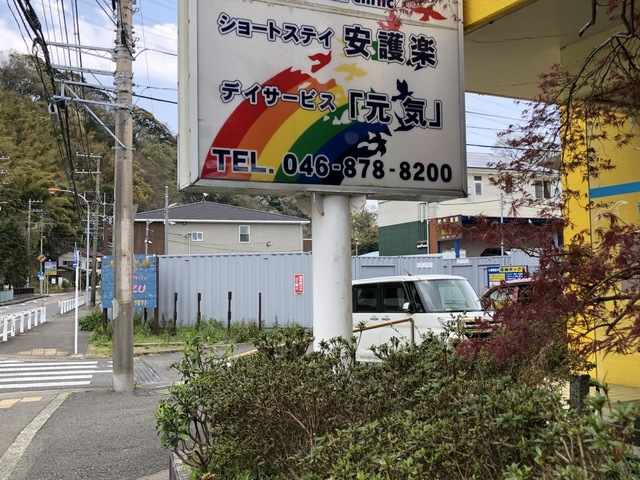 Clinic
ショートステイ 安護楽
デイサービス「元気」
TEL. 046-878-8200